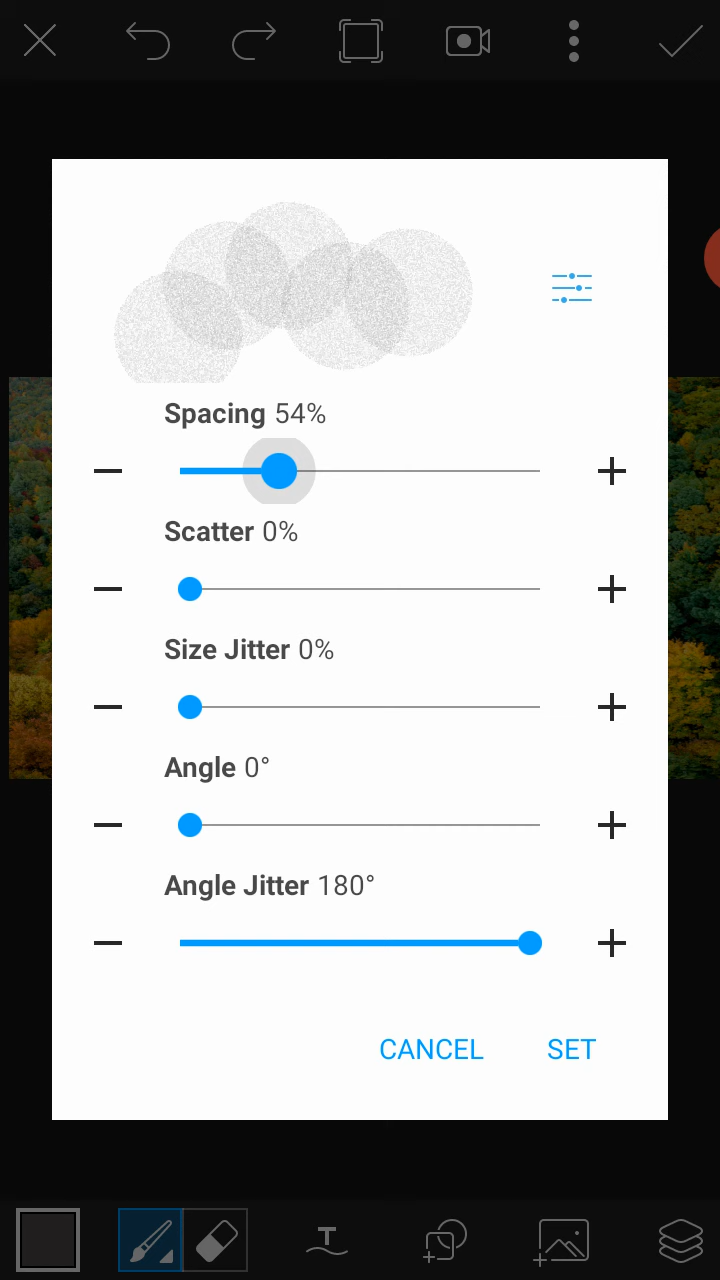 Spacing 54%
Scatter 0%
Size Jitter 0%
Angle 0°
Angle Jitter 180°
CANCEL SET
T